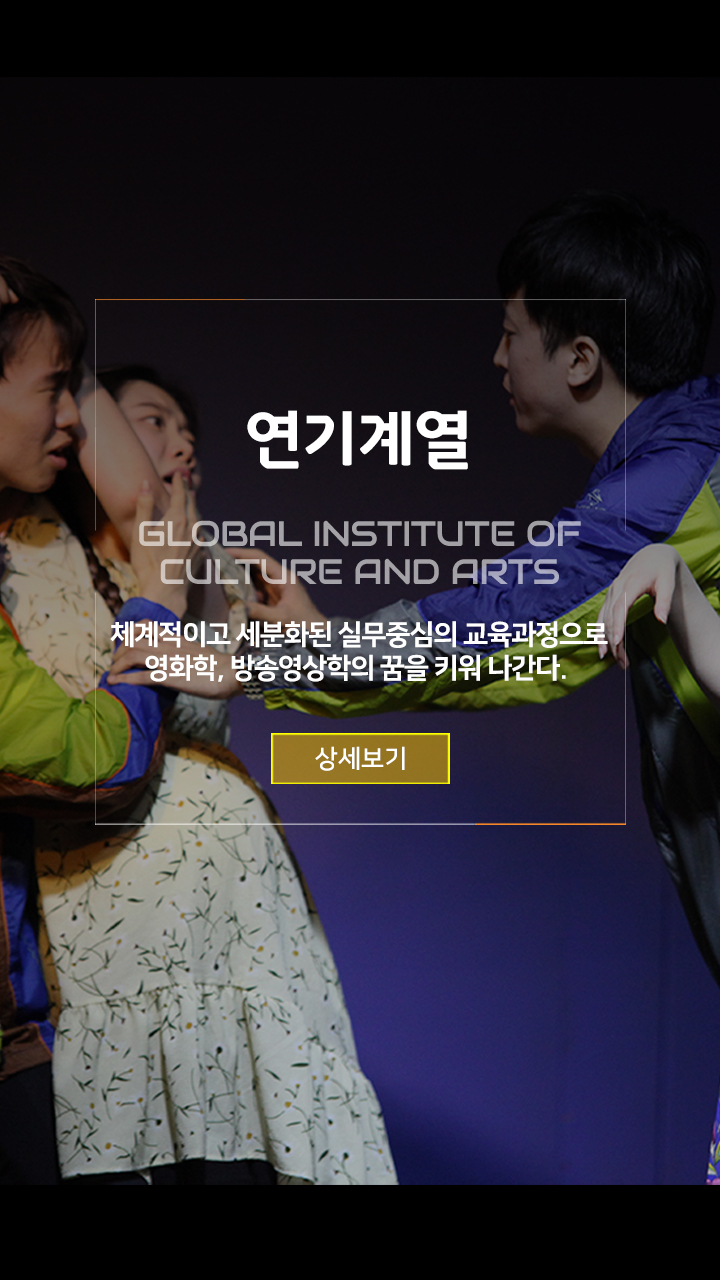 연기계열
GLOBAL INSTITUTE OF
CULTURE AND ARTS
체계적이고 세분화된 실무중심의 교육과정으로
영화학, 방송영상학의 꿈을 키워 나간다.
상세보기